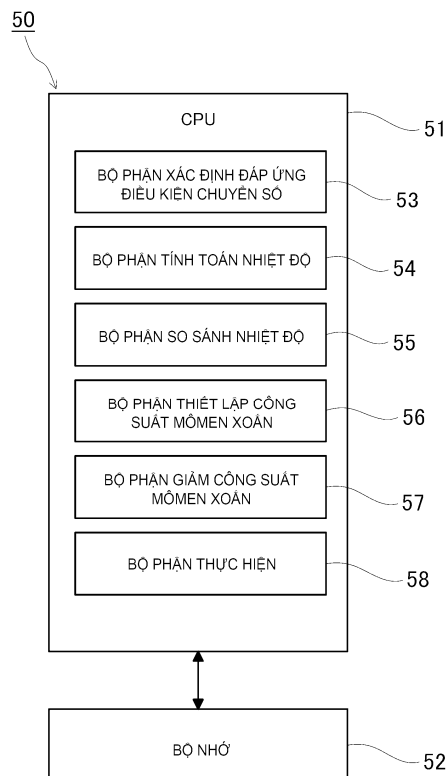 50
CPU
51
BỘ PHẬN XÁC ĐỊNH ĐÁP ỨNG
ĐIỀU KIỆN CHUYỂN SỐ
53
BỘ PHẬN TÍNH TOÁN NHIỆT ĐỘ
54
BỘ PHẬN SO SÁNH NHIỆT ĐỘ
55
BỘ PHẬN THIẾT LẬP CÔNG
SUẤT MÔMEN XOẮN
56
BỘ PHẬN GIẢM CÔNG SUẤT
MÔMEN XOẮN
57
BỘ PHẬN THỰC HIỆN
58
BỘ NHỚ
52